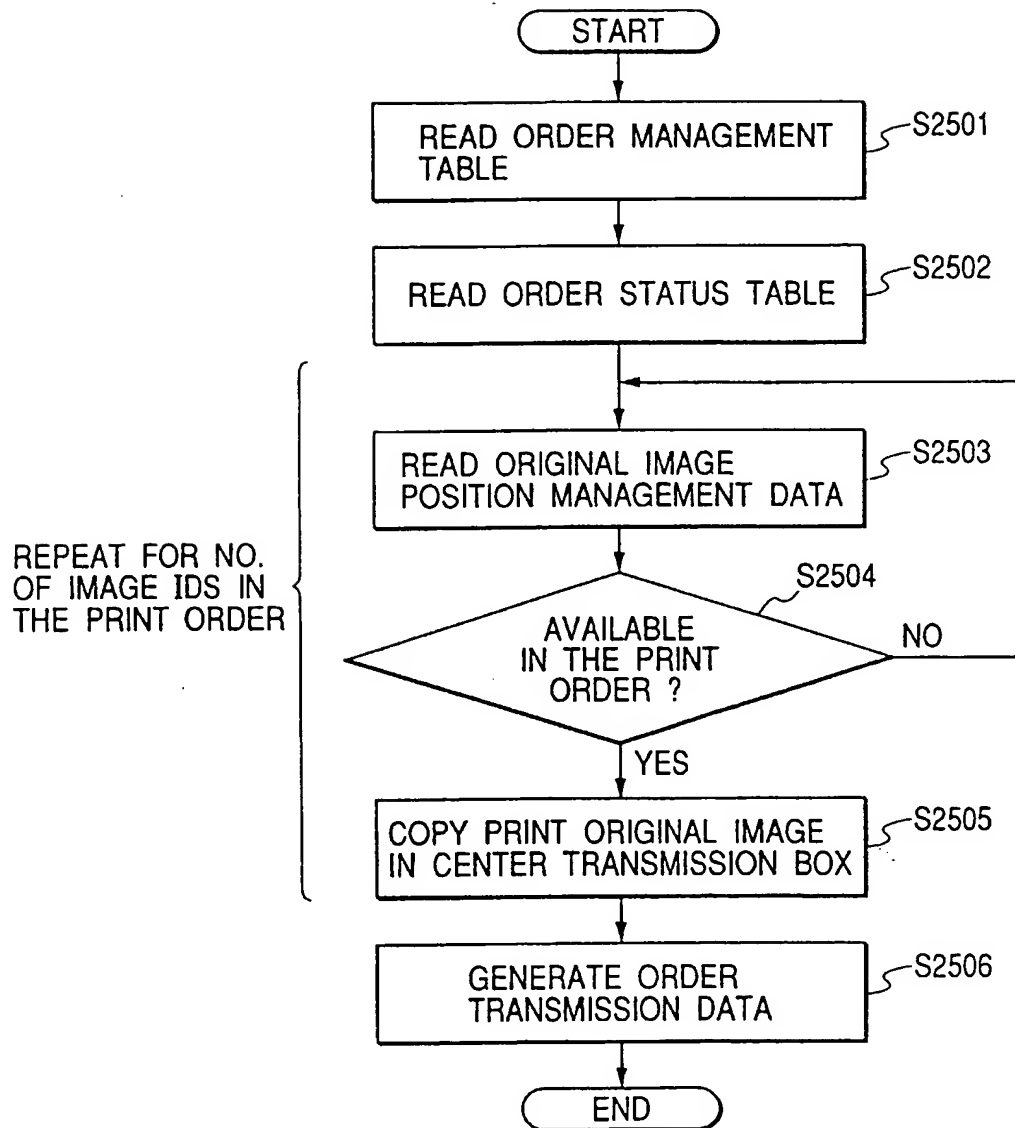 START
READ ORDER MANAGEMENT
TABLE
S2501
READ ORDER STATUS TABLE
S2502
READ ORIGINAL IMAGE
POSITION MANAGEMENT DATA
S2503
REPEAT FOR NO.
OF IMAGE IDS IN
THE PRINT ORDER
S2504
AVAILABLE
IN THE PRINT
ORDER ?
NO
YES
COPY PRINT ORIGINAL IMAGE
IN CENTER TRANSMISSION BOX
S2505
GENERATE ORDER
TRANSMISSION DATA
S2506
END